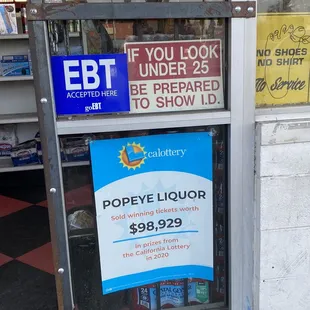 EBT
ACCEPTED HERE
goEBT
IF YOU LOOK
UNDER 25
BE PREPARED
TO SHOW I.D.
NO SHOES
NO SKIRT
No Service
calottery
POPEYE LIQUOR
Sold winning tickets worth
$98,929
in prizes from
the California Lottery
in 2020